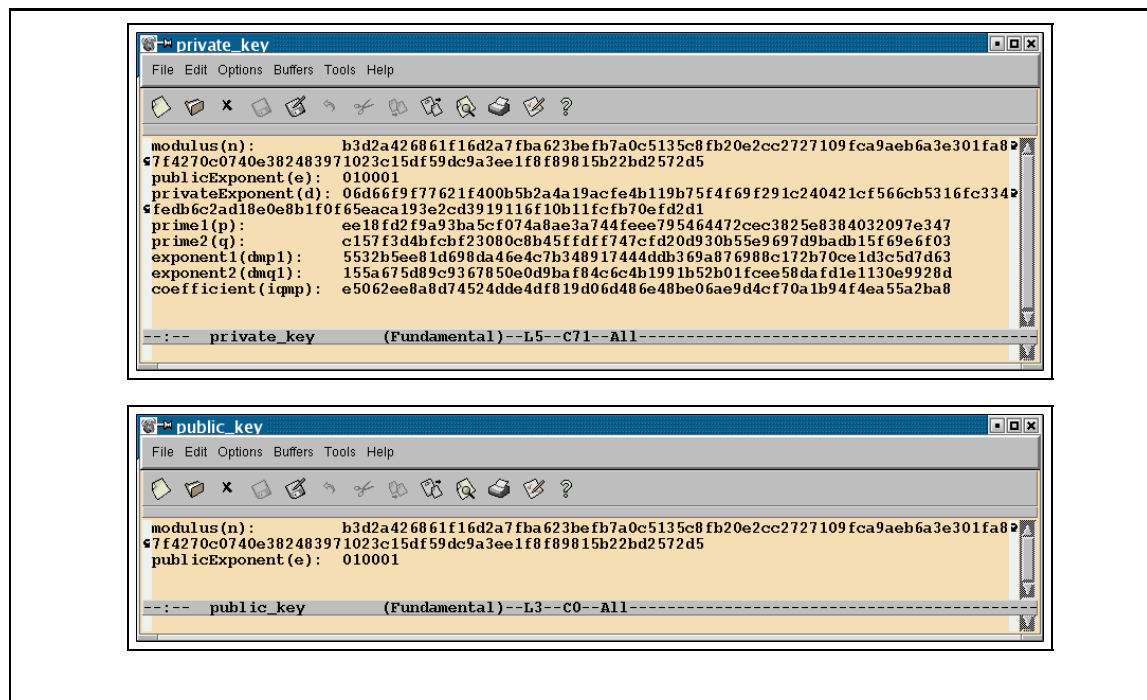 private_key
File Edit Options Buffers Tools Help
modulus(n): b3d2a426861f16d2a7fba623befb7a0c5135c8fb20e2cc2727109fca9aeb6a3e301fa8
7f4270c0740e382483971023c15df59dc9a3ee1f8f89815b22bd2572d5
publicExponent(e): 010001
privateExponent(d): 06d66f9f77621f400b5b2a4a19acfe4b119b75f4f69f291c240421cf566cb5316fc334
fedb6c2ad18e0e8b1f0f65eaca193e2cd3919116f10b11fcfb70efd2d1
prime1(p): ee18fd2f9a93ba5cf074a8ae3a744feee795464472cec3825e8384032097e347
prime2(q): c157f3d4bfcbf23080c8b45ffdff747cfd20d930b55e9697d9badb15f69e6f03
exponent1(dmp1): 5532b5ee81d698da46e4c7b348917444ddb369a876988c172b70ce1d3c5d7d63
exponent2(dmq1): 155a675d89c9367850e0d9baf84c6c4b1991b52b01fcee58dafd1e1130e9928d
coefficient(iqmp): e5062ee8a8d74524dde4df819d06d486e48be06ae9d4cf70a1b94f4ea55a2ba8
--:-- private_key (Fundamental)--L5--C71--All------------------------------------------
public_key
File Edit Options Buffers Tools Help
modulus(n): b3d2a426861f16d2a7fba623befb7a0c5135c8fb20e2cc2727109fca9aeb6a3e301fa8
7f4270c0740e382483971023c15df59dc9a3ee1f8f89815b22bd2572d5
publicExponent(e): 010001
--:-- public_key (Fundamental)--L3--C0--All-------------------------------------------